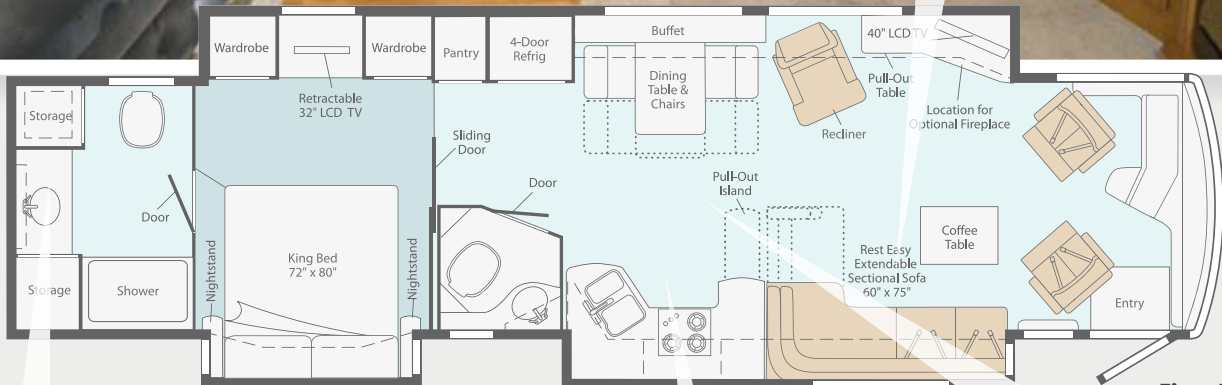 Wardrobe
Wardrobe
Pantry
4-Door
Refrig
Buffet
40" LCD TV
Retractable
32" LCD TV
Dining
Table &
Chairs
Pull-Out
Table
Location for
Optional Fireplace
Recliner
Storage
Sliding
Door
Door
Door
Pull-Out
Island
King Bed
72" x 80"
Nightstand
Nightstand
Coffee
Table
Rest Easy
Extendable
Sectional Sofa
60" x 75"
Storage
Shower
Entry